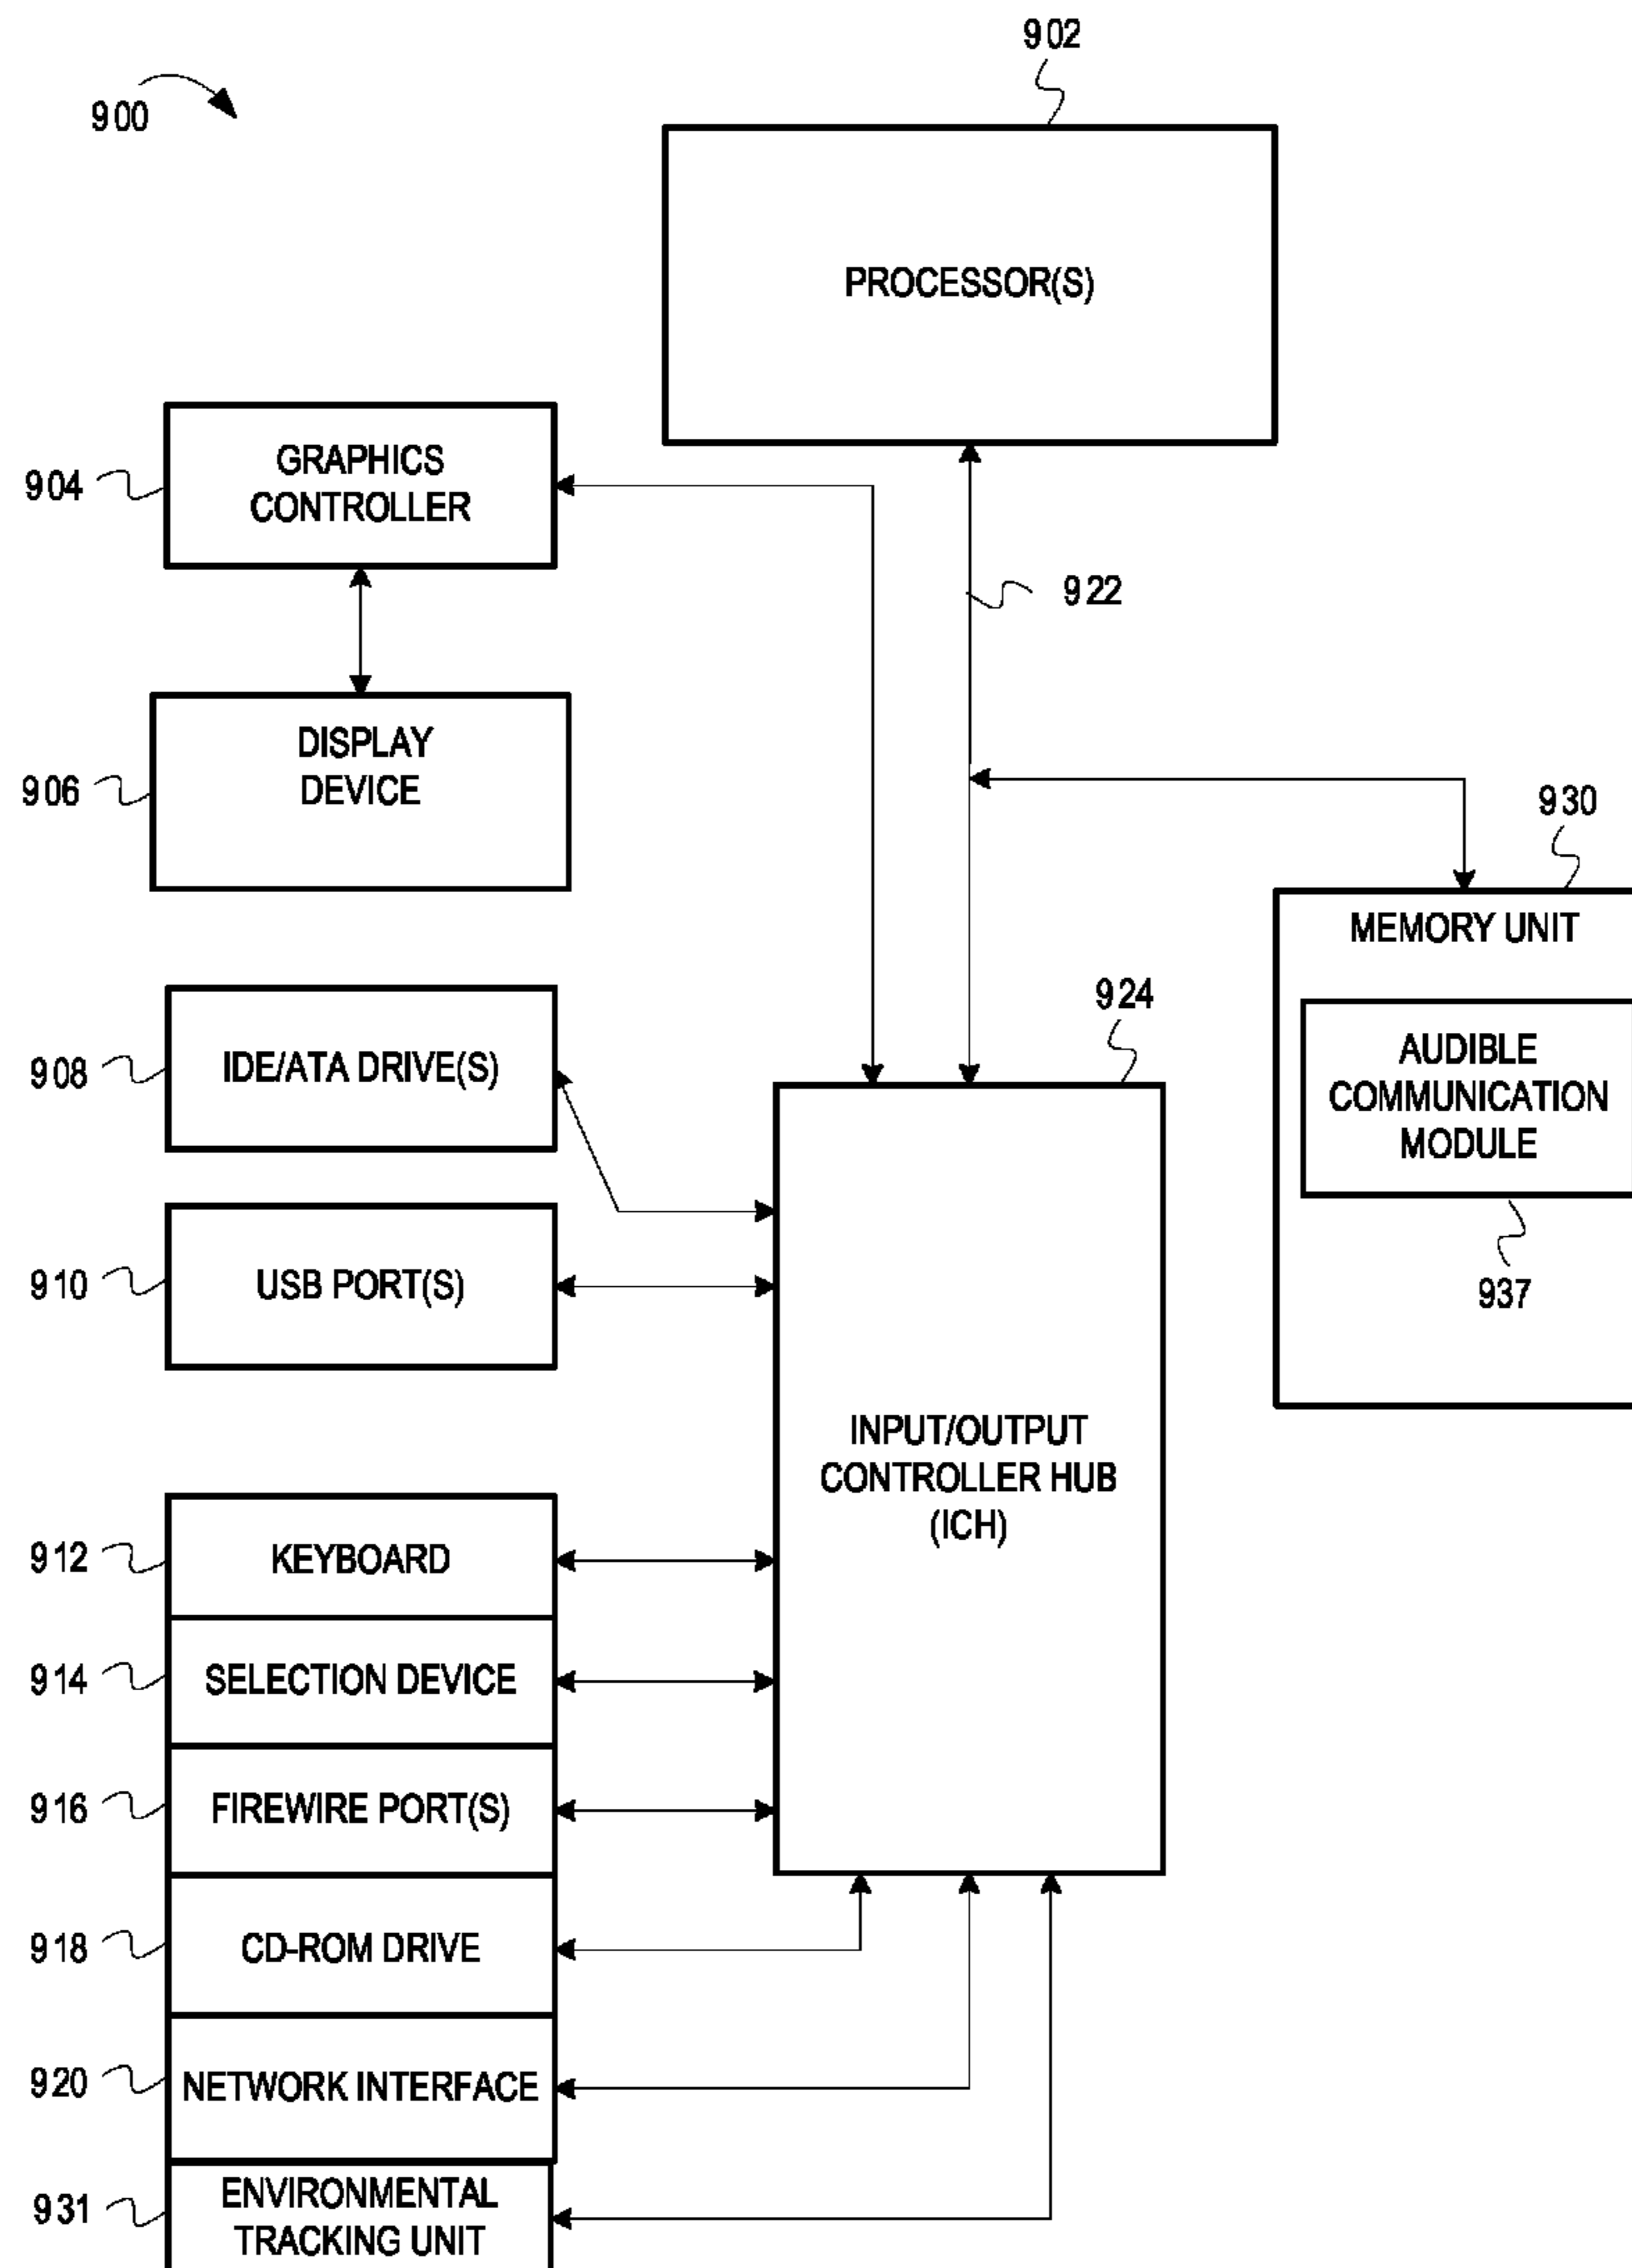 902
900
PROCESSOR(S)
904
GRAPHICS
CONTROLLER
922
906
DISPLAY
DEVICE
930
MEMORY UNIT
924
908
IDE/ATA DRIVE(S)
AUDIBLE
COMMUNICATION
MODULE
910
USB PORT(S)
937
INPUT/OUTPUT
CONTROLLER HUB
(ICH)
912
KEYBOARD
914
SELECTION DEVICE
916
FIREWIRE PORT(S)
918
CD-ROM DRIVE
920
NETWORK INTERFACE
931
ENVIRONMENTAL
TRACKING UNIT